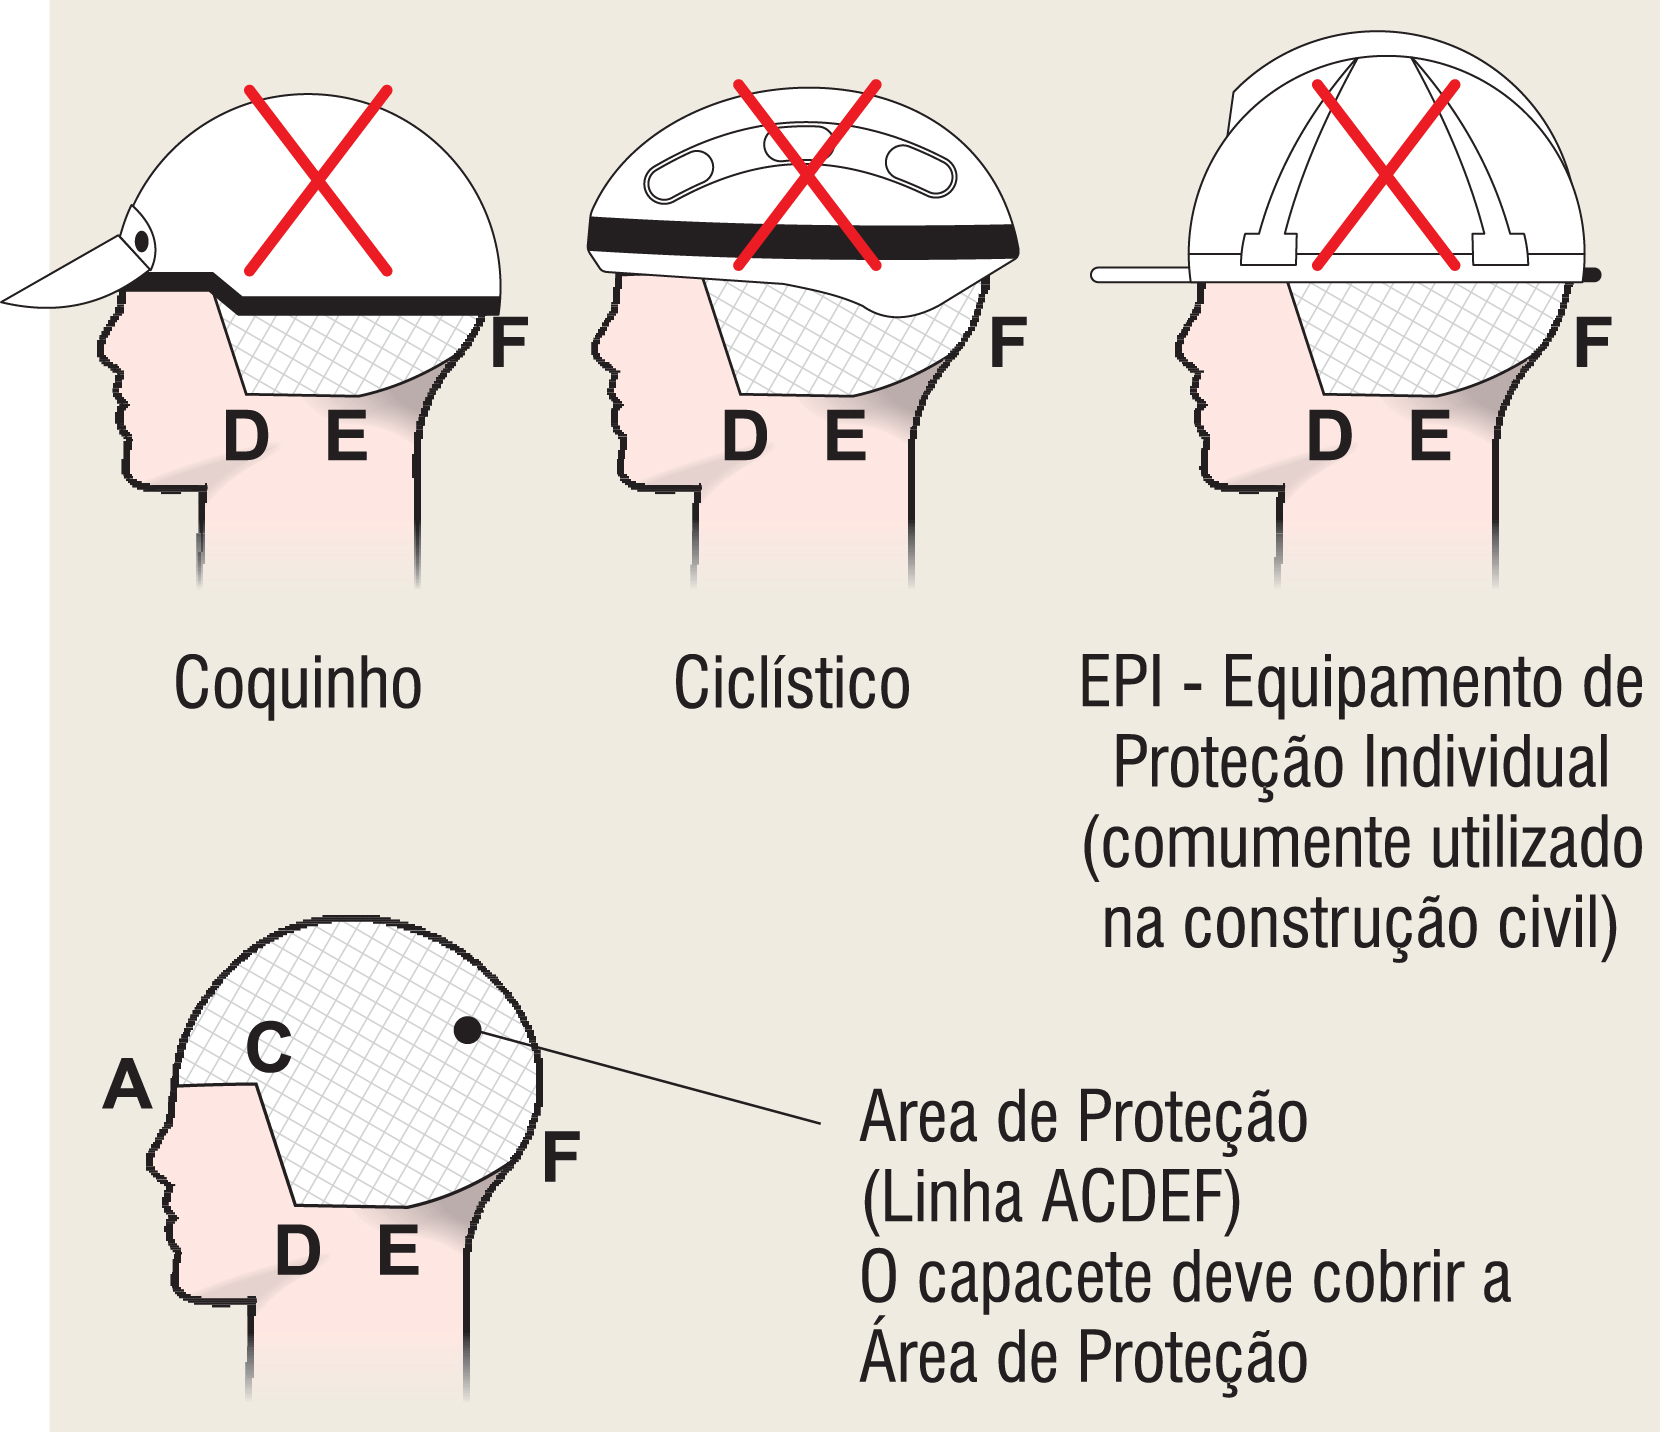 F
D E
Coquinho
F
D E
Ciclístico
F
D E
EPI - Equipamento de
Proteção Individual
(comumente utilizado
na construção civil)
C
A
F
D E
Area de Proteção
(Linha ACDEF)
O capacete deve cobrir a
Área de Proteção